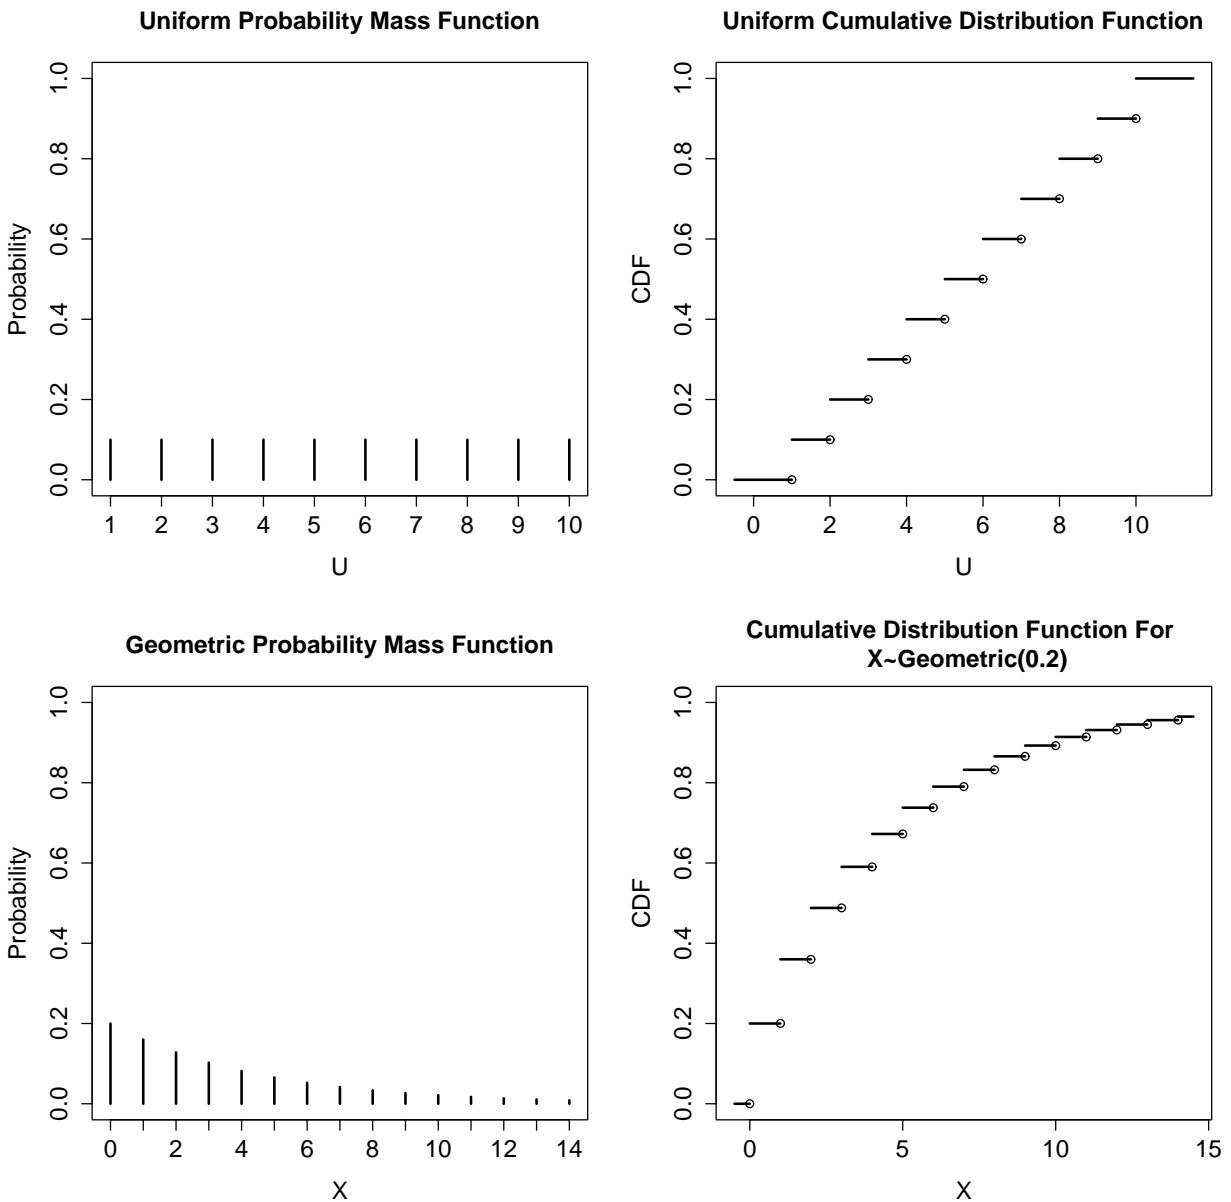 Uniform Probability Mass Function
Probability
0.0 0.2 0.4 0.6 0.8 1.0
1 2 3 4 5 6 7 8 9 10
U
Uniform Cumulative Distribution Function
CDF
0.0 0.2 0.4 0.6 0.8 1.0
0 2 4 6 8 10
U
Geometric Probability Mass Function
Probability
0.0 0.2 0.4 0.6 0.8 1.0
0 2 4 6 8 10 12 14
X
Cumulative Distribution Function For
X~Geometric(0.2)
CDF
0.0 0.2 0.4 0.6 0.8 1.0
0 5 10 15
X